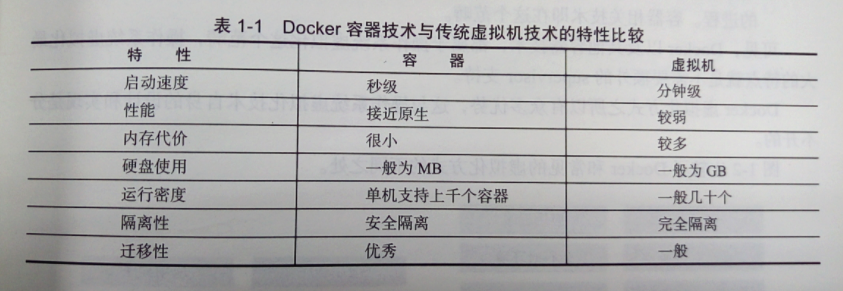 表 1-1 Docker 容器技术与传统虚拟机技术的特性比较
特 性 容 器 虚拟机
启动速度 秒级 分钟级
性能 接近原生 较弱
内存代价 很小 较多
硬盘使用 一般为 MB 一般为 GB
运行密度 单机支持上千个容器 一般几十个
隔离性 安全隔离 完全隔离
迁移性 优秀 一般